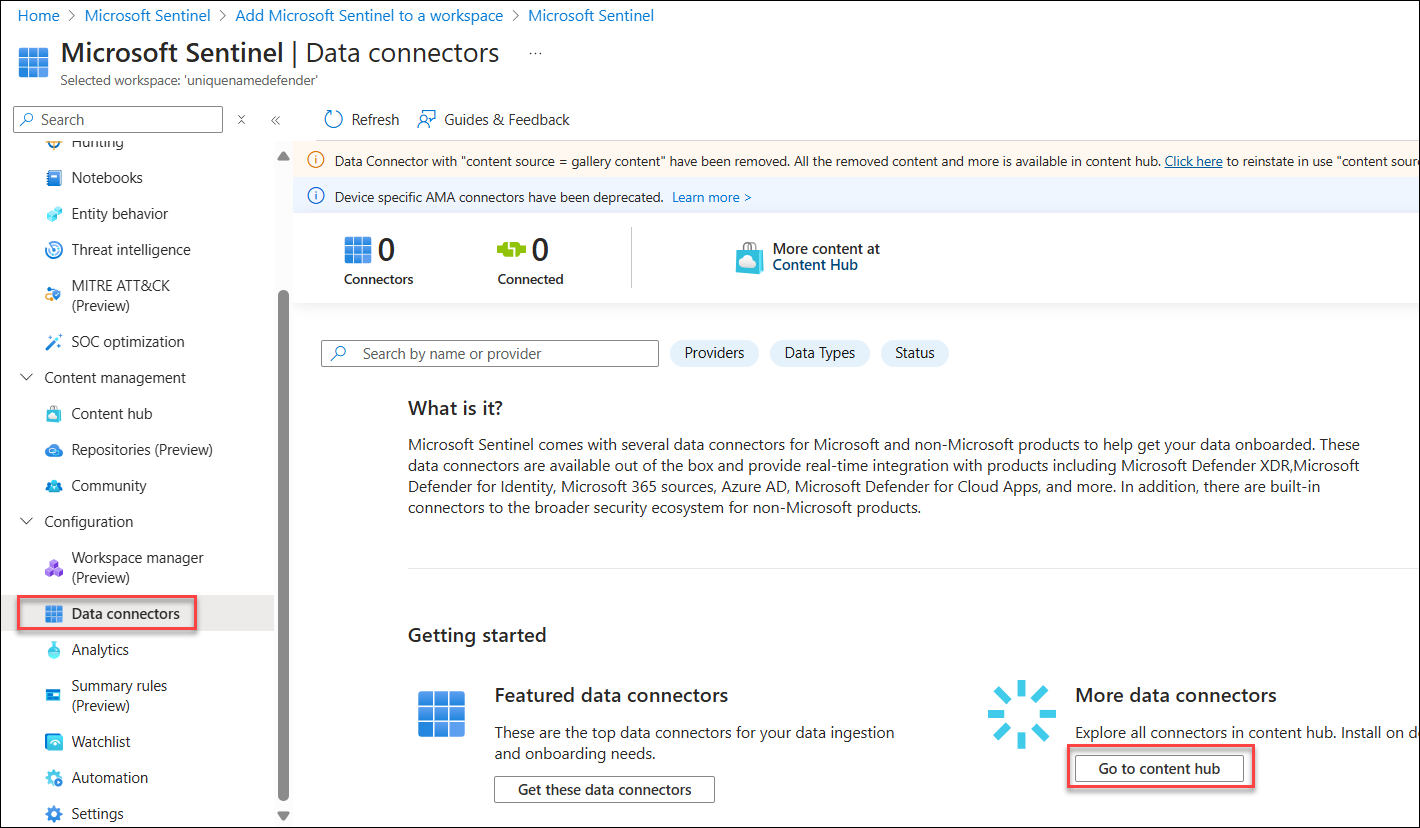 Home > Microsoft Sentinel > Add Microsoft Sentinel to a workspace > Microsoft Sentinel
Microsoft Sentinel | Data connectors ...
Selected workspace: 'uniquenamedefender'
Search
Refresh
Guides & Feedback
Hunting
Notebooks
Entity behavior
Threat intelligence
MITRE ATT&CK
(Preview)
SOC optimization
Content management
Content hub
Repositories (Preview)
Community
Configuration
Workspace manager
(Preview)
Data connectors
Analytics
Summary rules
(Preview)
Watchlist
Automation
Settings
Data Connector with "content source = gallery content" have been removed. All the removed content and more is available in content hub. Click here to reinstate in use "content sour
Device specific AMA connectors have been deprecated. Learn more >
0
Connectors
0
Connected
More content at
Content Hub
Search by name or provider
Providers
Data Types
Status
What is it?
Microsoft Sentinel comes with several data connectors for Microsoft and non-Microsoft products to help get your data onboarded. These
data connectors are available out of the box and provide real-time integration with products including Microsoft Defender XDR,Microsoft
Defender for Identity, Microsoft 365 sources, Azure AD, Microsoft Defender for Cloud Apps, and more. In addition, there are built-in
connectors to the broader security ecosystem for non-Microsoft products.
Getting started
Featured data connectors
These are the top data connectors for your data ingestion
and onboarding needs.
Get these data connectors
More data connectors
Explore all connectors in content hub. Install on de
Go to content hub